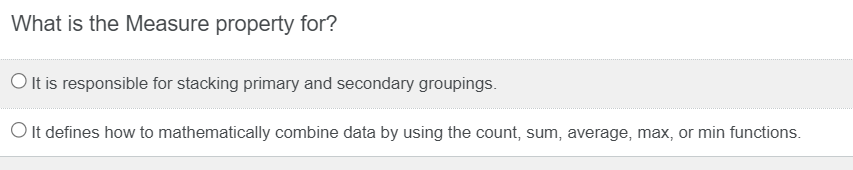 What is the Measure property for?
It is responsible for stacking primary and secondary groupings.
It defines how to mathematically combine data by using the count, sum, average, max, or min functions.